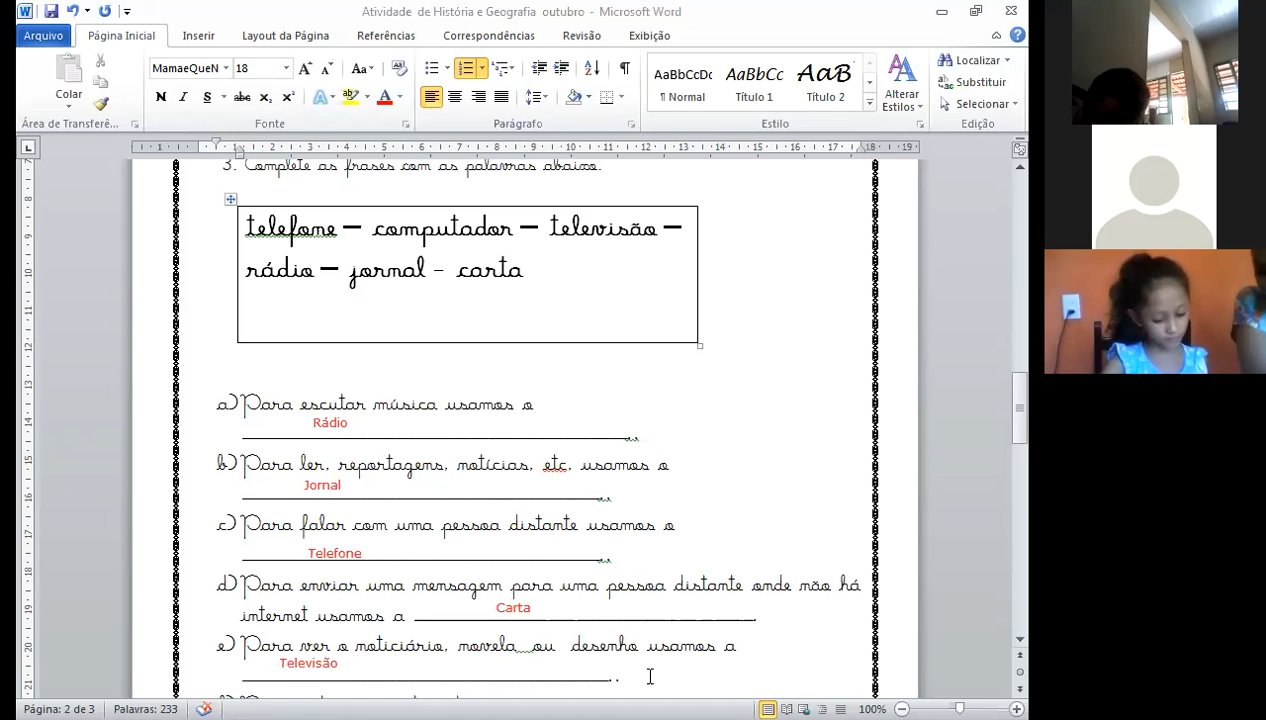 Atividade de História e Geografia outubro - Microsoft Word
Arquivo Página Inicial Inserir Layout da Página Referências Correspondências Revisão Exibição
Colar
MamaeQueN 18
AaBbCcDc AaBbCc AaB
¶ Normal Título 1 Título 2
Alterar Estilos
Localizar
Substituir
Selecionar
Área de Transferê... Fonte Parágrafo Estilo Edição
3. Complete as frases com as palavras abaixo.
telefone – computador – televisão –
rádio – jornal - carta
a) Para escutar música usamos o
Rádio
b) Para ler, reportagens, notícias, etc, usamos o
Jornal
c) Para falar com uma pessoa distante usamos o
Telefone
d) Para enviar uma mensagem para uma pessoa distante onde não há
internet usamos a Carta.
e) Para ver o noticiário, novela ou desenho usamos a
Televisão
Página: 2 de 3 Palavras: 233 100%